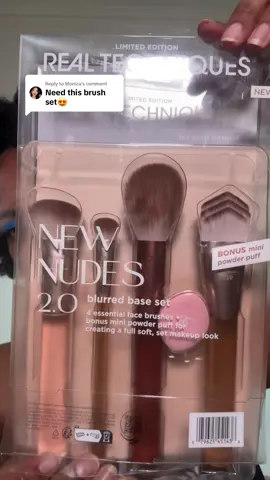 LIMITED EDITION
REAL TECHNIQUES
Reply to Monica's comment
Need this brush
set😍
LIMITED EDITION
NEW
NEW
NUDES
2.0
blurred base set
4 essential face brushes +
bonus mini powder puff for
creating a full soft, set makeup look
BONUS mini
powder puff